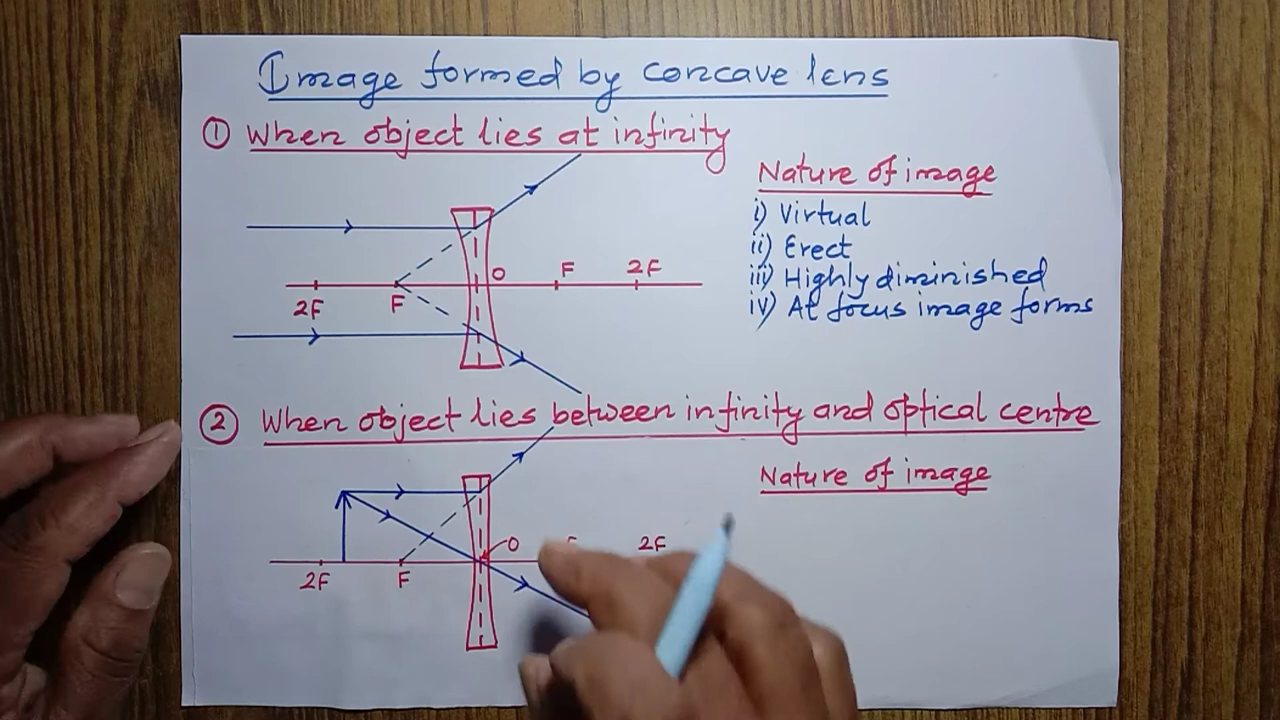 Image formed by concave lens
① When object lies at infinity
Nature of image
i) Virtual
ii) Erect
iii) Highly diminished
iv) At focus image forms
O
F
2F
2F
F
② When object lies between infinity and optical centre
Nature of image
O
2F
2F
F